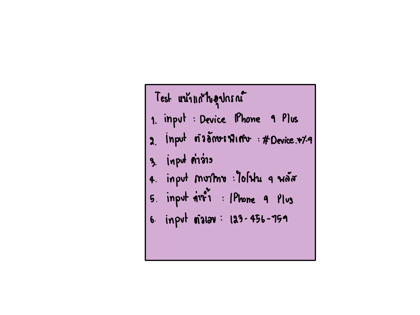 Test หน้าแก้ไขอุปกรณ์
1. input : Device IPhone 9 Plus
2. input ตัวอักษรพิเศษ : #Device.*/.9
3. input ค่าว่าง
4. input ภาษาไทย : ไอโฟน 9 พลัส
5. input ค่าซ้ำ : IPhone 9 Plus
6. input ตัวเลข : 123-456-789